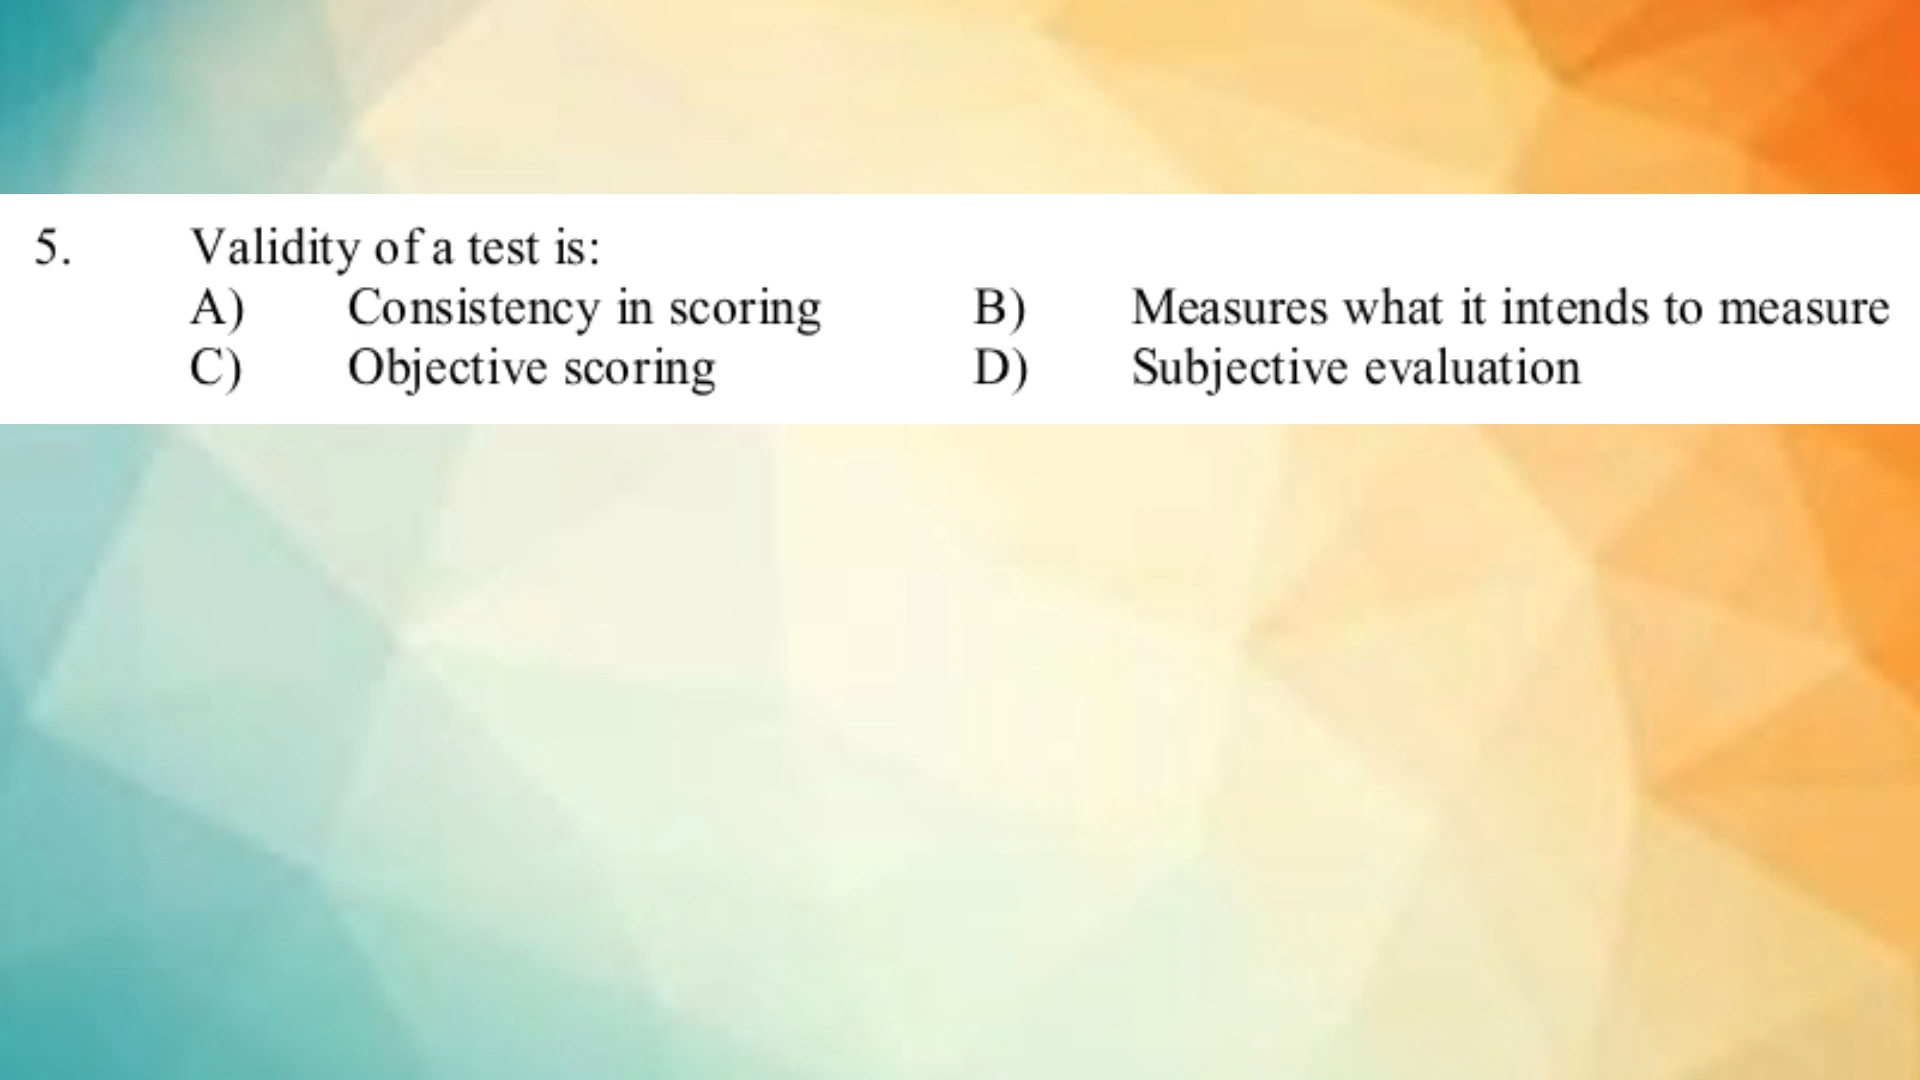 5. Validity of a test is:
A) Consistency in scoring B) Measures what it intends to measure
C) Objective scoring D) Subjective evaluation